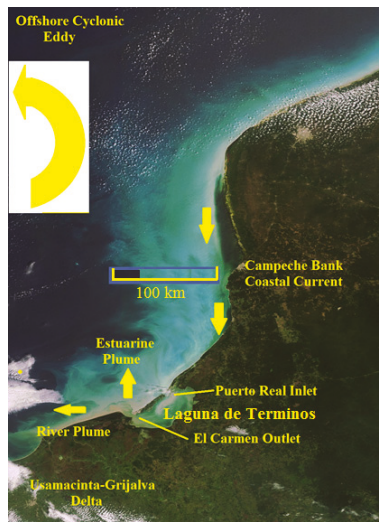 Offshore Cyclonic
Eddy
Campeche Bank
Coastal Current
100 km
Estuarine
Plume
Puerto Real Inlet
Laguna de Terminos
River Plume
El Carmen Outlet
Usamacinta-Grijalva
Delta